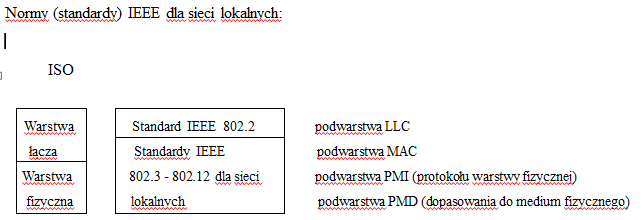 Normy (standardy) IEEE dla sieci lokalnych:
ISO
Warstwa Standard IEEE 802.2 podwarstwa LLC
łącza Standardy IEEE podwarstwa MAC
Warstwa 802.3 - 802.12 dla sieci podwarstwa PMI (protokołu warstwy fizycznej)
fizyczna lokalnych podwarstwa PMD (dopasowania do medium fizycznego)